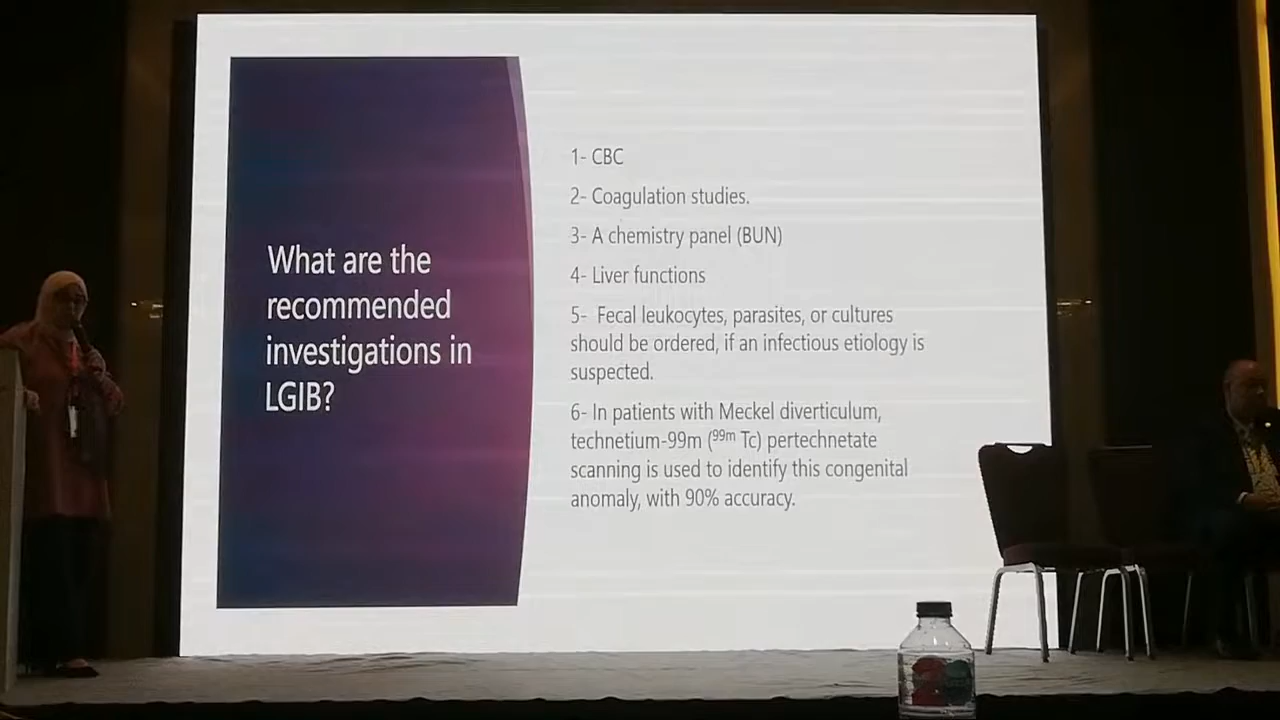 What are the
recommended
investigations in
LGIB?
1- CBC
2- Coagulation studies.
3- A chemistry panel (BUN)
4- Liver functions
5-  Fecal leukocytes, parasites, or cultures
should be ordered, if an infectious etiology is
suspected.
6- In patients with Meckel diverticulum,
technetium-99m (⁹⁹ᵐ Tc) pertechnetate
scanning is used to identify this congenital
anomaly, with 90% accuracy.